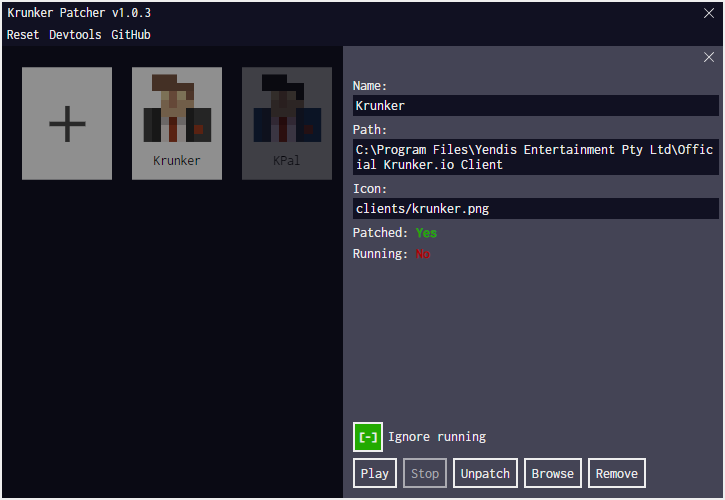 Krunker Patcher v1.0.3
Reset Devtools GitHub
Krunker
KPal
Name:
Krunker
Path:
C:\Program Files\Yendis Entertainment Pty Ltd\Offic
ial Krunker.io Client
Icon:
clients/krunker.png
Patched: Yes
Running: No
[-] Ignore running
Play Stop Unpatch Browse Remove